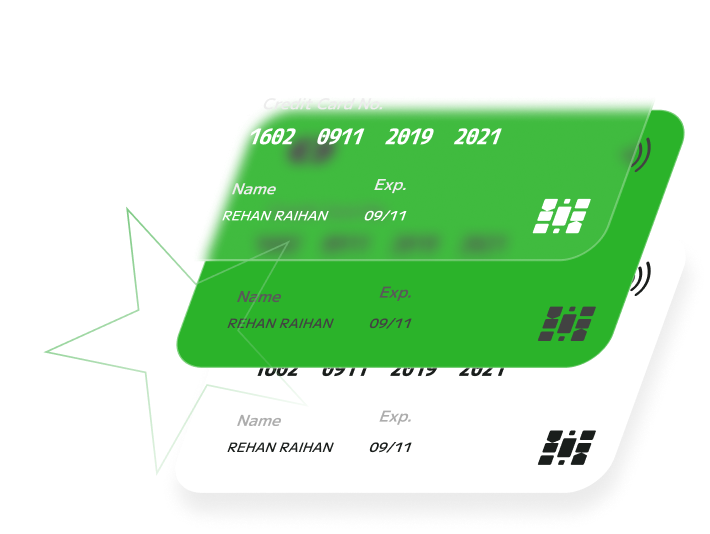 Credit Card No.
1602 0911 2019 2021
Name Exp.
REHAN RAIHAN 09/11
Name Exp.
REHAN RAIHAN 09/11
1602 0911 2019 2021
Name Exp.
REHAN RAIHAN 09/11